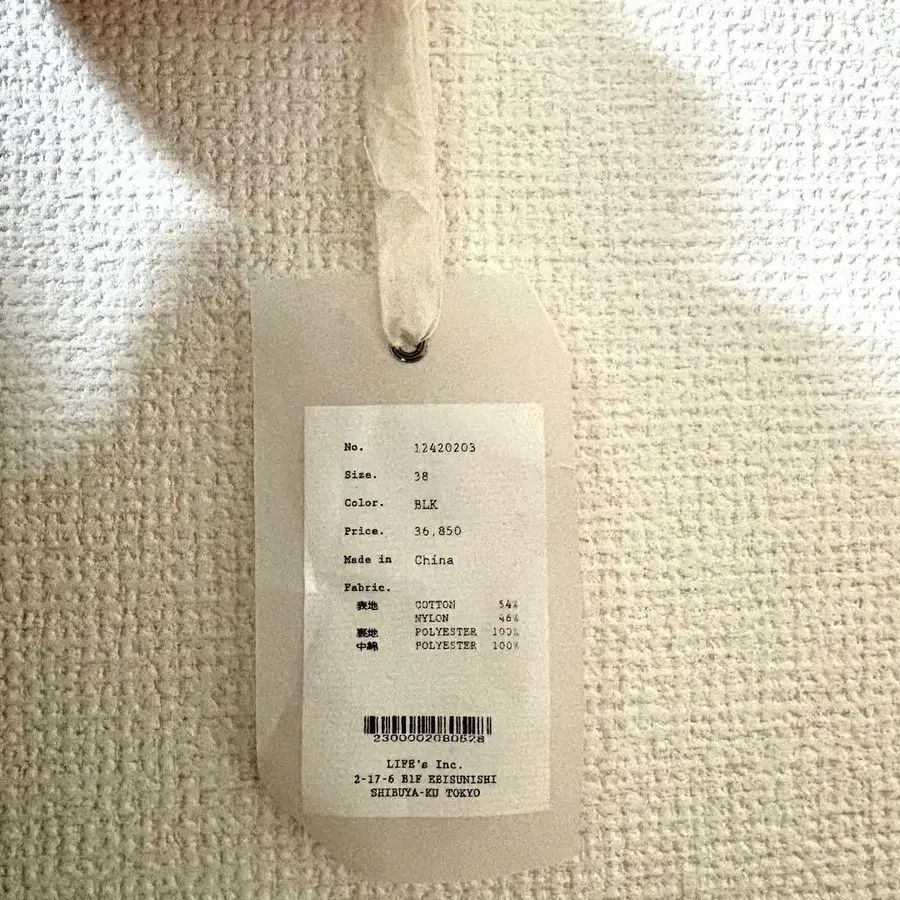 No. 12420203
Size. 38
Color. BLK
Price. 36,850
Made in China
Fabric.
表地 COTTON 54%
NYLON 46%
裏地 POLYESTER 100%
中綿 POLYESTER 100%
2300002080528
LIFE's Inc.
2-17-6 B1F EBISUNISHI
SHIBUYA-KU TOKYO